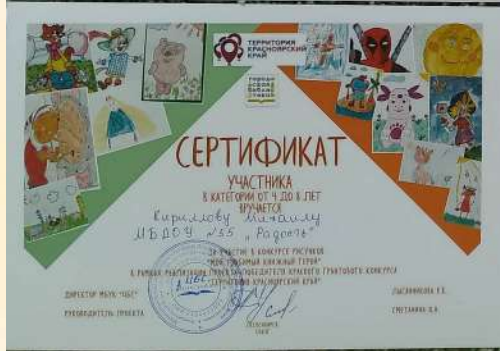 ТЕРРИТОРИЯ
КРАСНОЯРСКИЙ
КРАЙ
СЕРТИФИКАТ
УЧАСТНИКА
В КАТЕГОРИИ ОТ 4 ДО 8 ЛЕТ
ВРУЧАЕТСЯ
Кириллову Михаилу
МБДОУ №55 "Радость"
ЗА УЧАСТИЕ В КОНКУРСЕ РИСУНКОВ
"МОЙ ЛЮБИМЫЙ КНИЖНЫЙ ГЕРОЙ"
В РАМКАХ РЕАЛИЗАЦИИ ПРОЕКТА-ПОБЕДИТЕЛЯ КРАЕВОГО ГРАНТОВОГО КОНКУРСА
"ТЕРРИТОРИЯ КРАСНОЯРСКИЙ КРАЙ"
ДИРЕКТОР МБУК "ЦБС"
РУКОВОДИТЕЛЬ ПРОЕКТА
СМЕТАНИНА